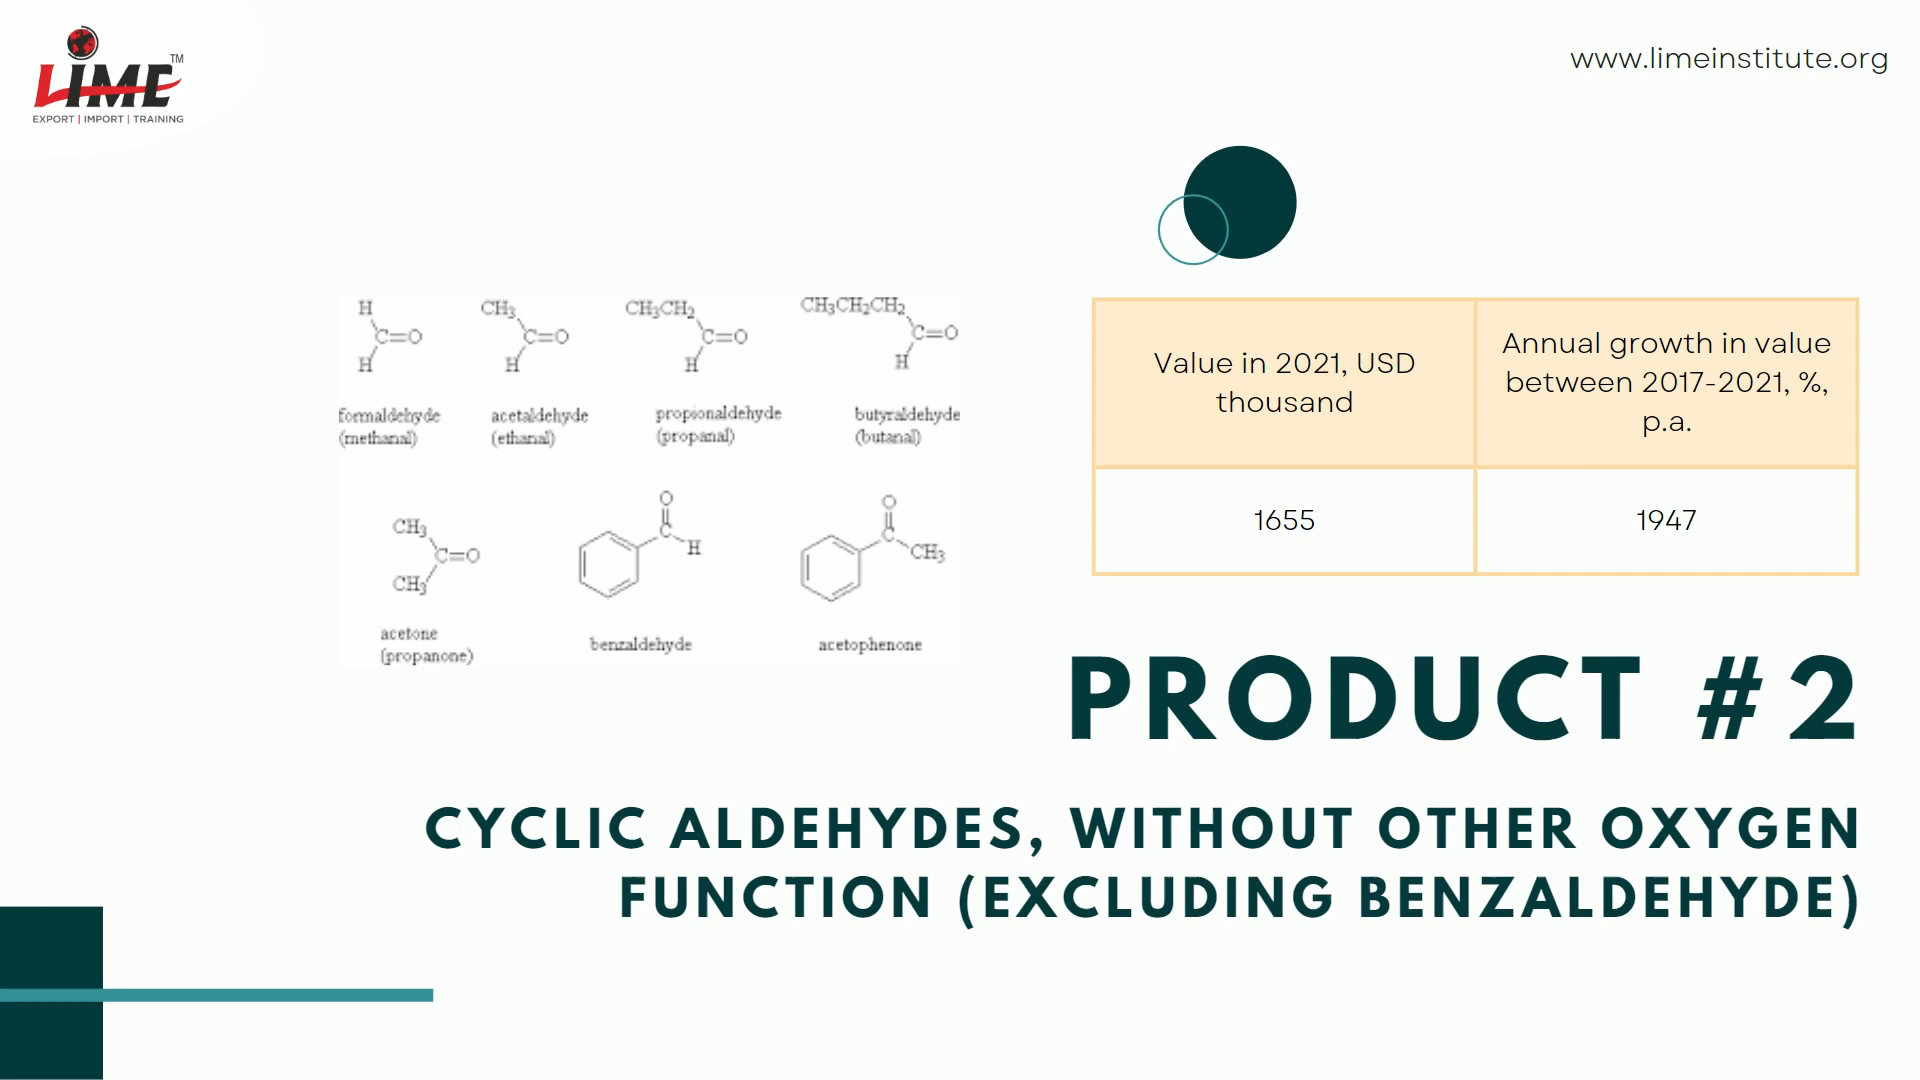 LIME™
EXPORT | IMPORT | TRAINING
www.limeinstitute.org
H
C=O
H
formaldehyde
(methanal)
CH₃
C=O
H
acetaldehyde
(ethanal)
CH₃CH₂
C=O
H
propionaldehyde
(propanal)
CH₃CH₂CH₂
C=O
H
butyraldehyde
(butanal)
CH₃
C=O
CH₃
acetone
(propanone)
O
C
H
benzaldehyde
O
C
CH₃
acetophenone
Value in 2021, USD
thousand
Annual growth in value
between 2017-2021, %,
p.a.
1655
1947
PRODUCT #2
CYCLIC ALDEHYDES, WITHOUT OTHER OXYGEN
FUNCTION (EXCLUDING BENZALDEHYDE)